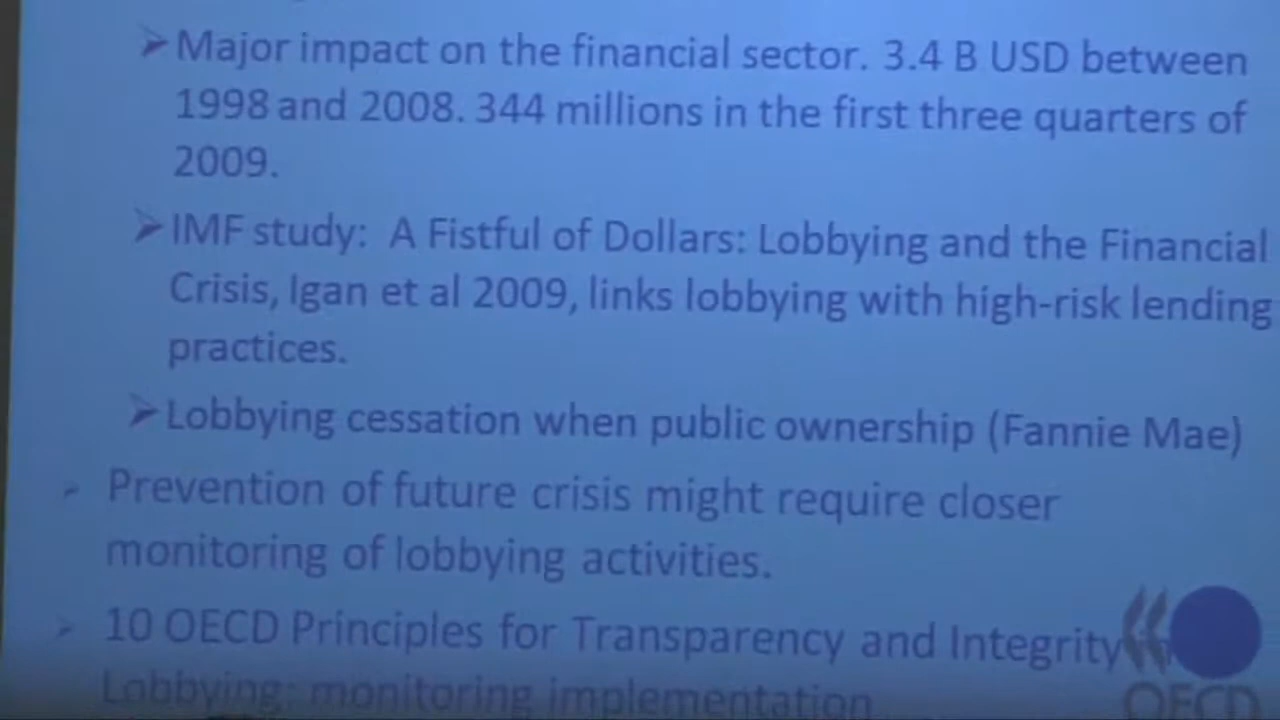 Major impact on the financial sector. 3.4 B USD between
1998 and 2008. 344 millions in the first three quarters of
2009.
IMF study: A Fistful of Dollars: Lobbying and the Financial
Crisis, Igan et al 2009, links lobbying with high-risk lending
practices.
Lobbying cessation when public ownership (Fannie Mae)
Prevention of future crisis might require closer
monitoring of lobbying activities.
10 OECD Principles for Transparency and Integrity
Lobbying: monitoring implementation
OECD